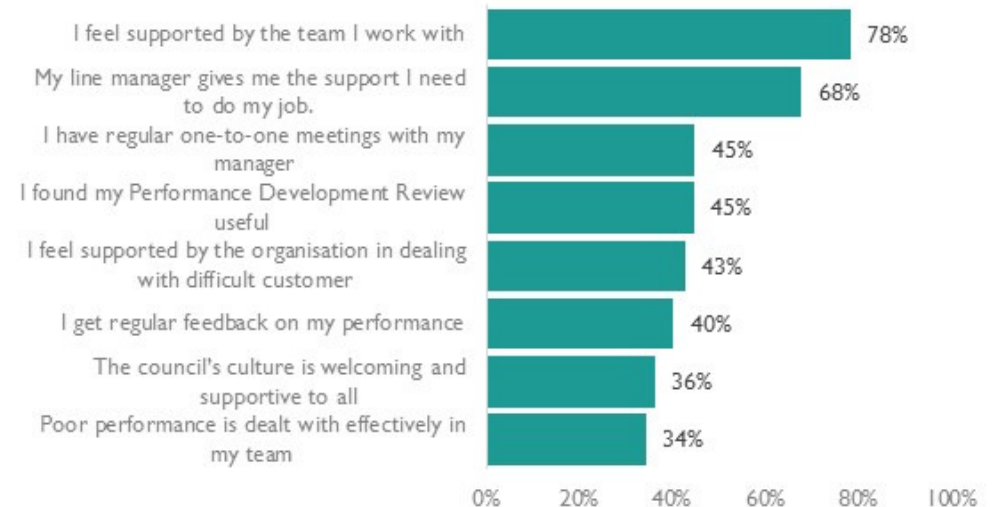 I feel supported by the team I work with
78%
My line manager gives me the support I need
to do my job.
68%
I have regular one-to-one meetings with my
manager
45%
I found my Performance Development Review
useful
45%
I feel supported by the organisation in dealing
with difficult customer
43%
I get regular feedback on my performance
40%
The council's culture is welcoming and
supportive to all
36%
Poor performance is dealt with effectively in
my team
34%
0% 20% 40% 60% 80% 100%